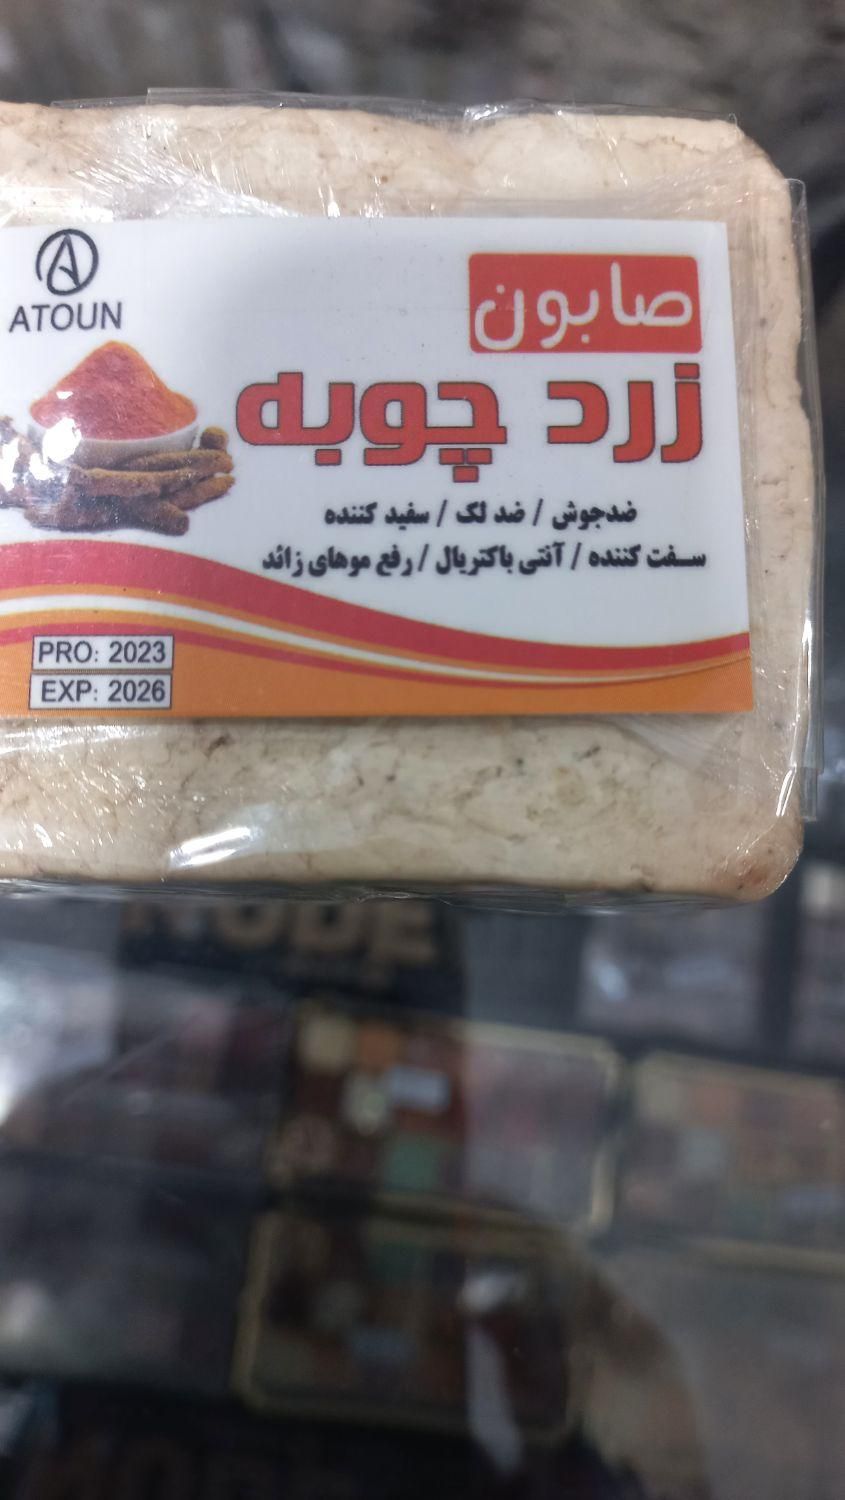 ATOUN
صابون
زرد چوبه
ضدجوش / ضد لک / سفید کننده
سفت کننده / آنتی باکتریال / رفع موهای زائد
PRO: 2023
EXP: 2026